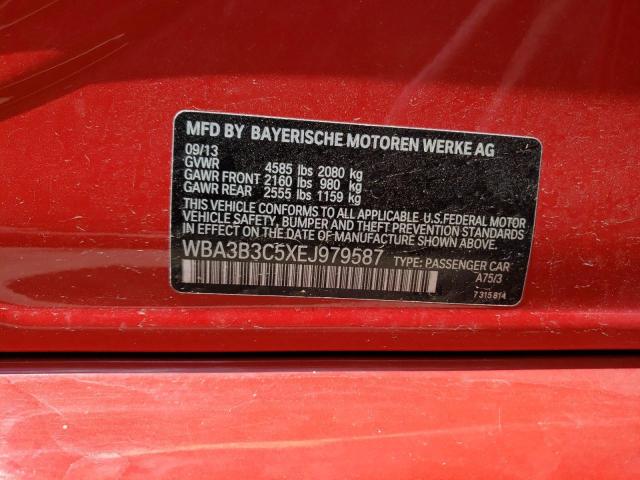 MFD BY BAYERISCHE MOTOREN WERKE AG
09/13
GVWR 4585 lbs 2080 kg
GAWR FRONT 2160 lbs 980 kg
GAWR REAR 2555 lbs 1159 kg
THIS VEHICLE CONFORMS TO ALL APPLICABLE U.S. FEDERAL MOTOR
VEHICLE SAFETY, BUMPER AND THEFT PREVENTION STANDARDS
IN EFFECT ON THE DATE OF MANUFACTURE SHOWN ABOVE.
WBA3B3C5XEJ979587 TYPE: PASSENGER CAR
A75/3
7 315 814